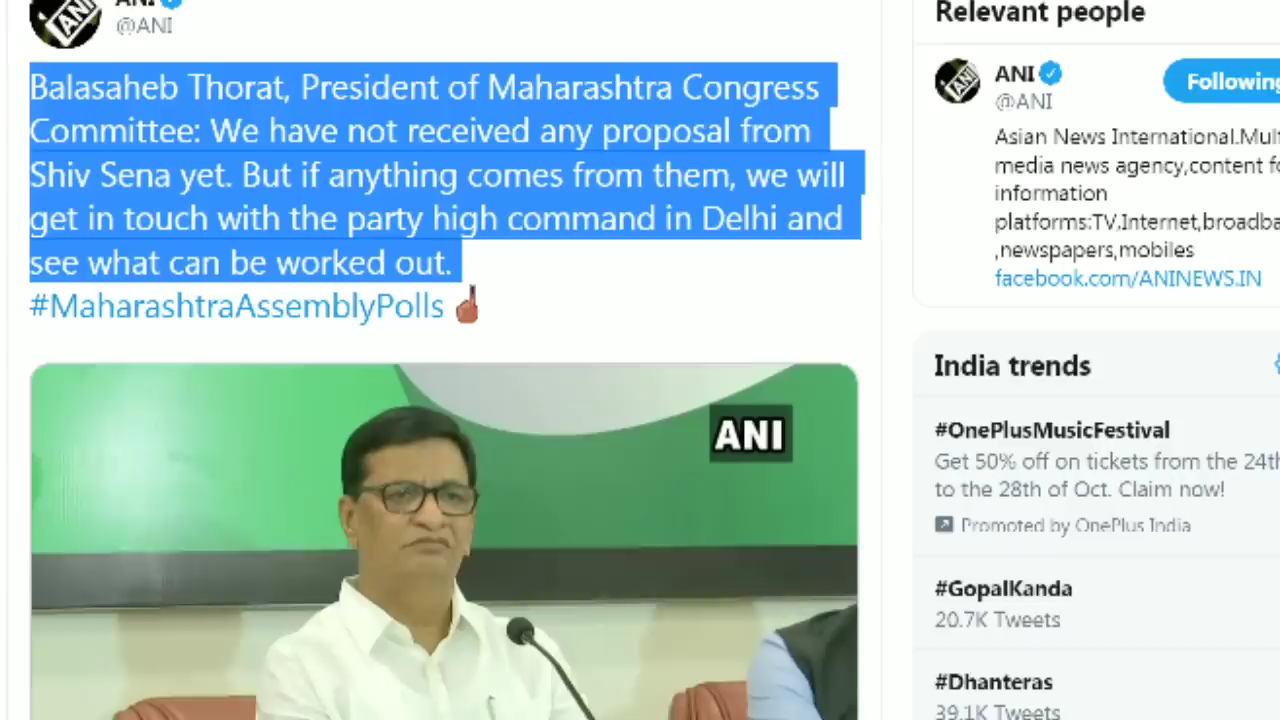 ANI
@ANI
Balasaheb Thorat, President of Maharashtra Congress
Committee: We have not received any proposal from
Shiv Sena yet. But if anything comes from them, we will
get in touch with the party high command in Delhi and
see what can be worked out.
#MaharashtraAssemblyPolls
ANI
Relevant people
ANI
@ANI
Following
Asian News International.Mul
media news agency,content fo
information
platforms:TV,Internet,broadba
,newspapers,mobiles
facebook.com/ANINEWS.IN
India trends
#OnePlusMusicFestival
Get 50% off on tickets from the 24th
to the 28th of Oct. Claim now!
Promoted by OnePlus India
#GopalKanda
20.7K Tweets
#Dhanteras
39.1K Tweets